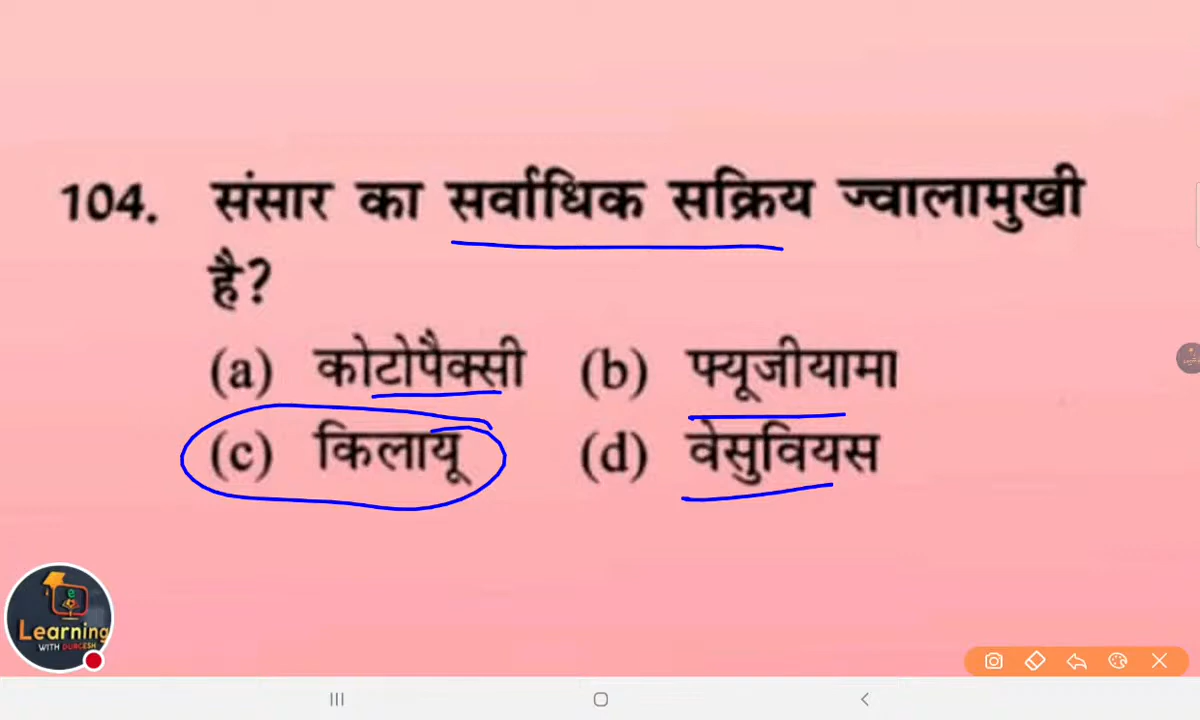 104. संसार का सर्वाधिक सक्रिय ज्वालामुखी
है?
(a) कोटोपैक्सी (b) फ्यूजीयामा
(c) किलायू (d) वेसुवियस
e
Learning
WITH DURGESH